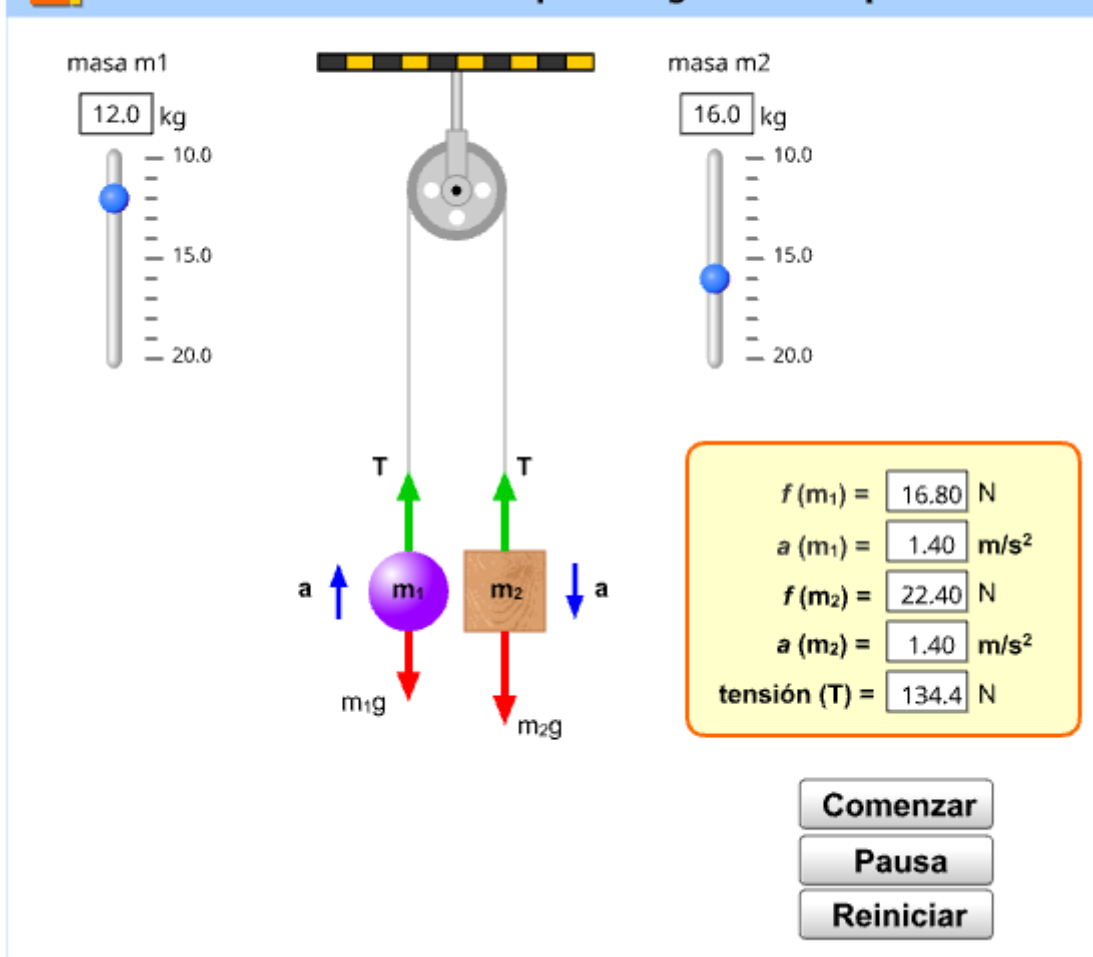 masa m1
12.0 kg
10.0
15.0
20.0
masa m2
16.0 kg
10.0
15.0
20.0
T T
a m₁ m₂ a
m₁g
m₂g
f (m₁) = 16.80 N
a (m₁) = 1.40 m/s²
f (m₂) = 22.40 N
a (m₂) = 1.40 m/s²
tensión (T) = 134.4 N
Comenzar
Pausa
Reiniciar